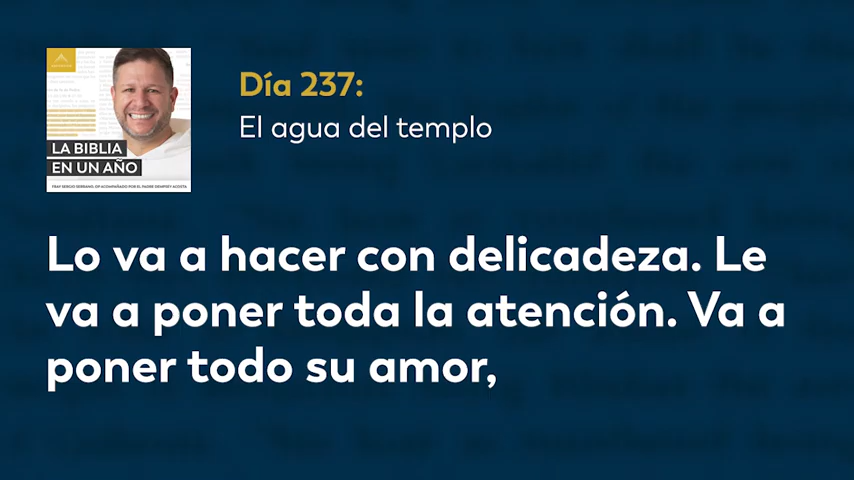 Día 237:
El agua del templo
LA BIBLIA
EN UN AÑO
Lo va a hacer con delicadeza. Le
va a poner toda la atención. Va a
poner todo su amor,